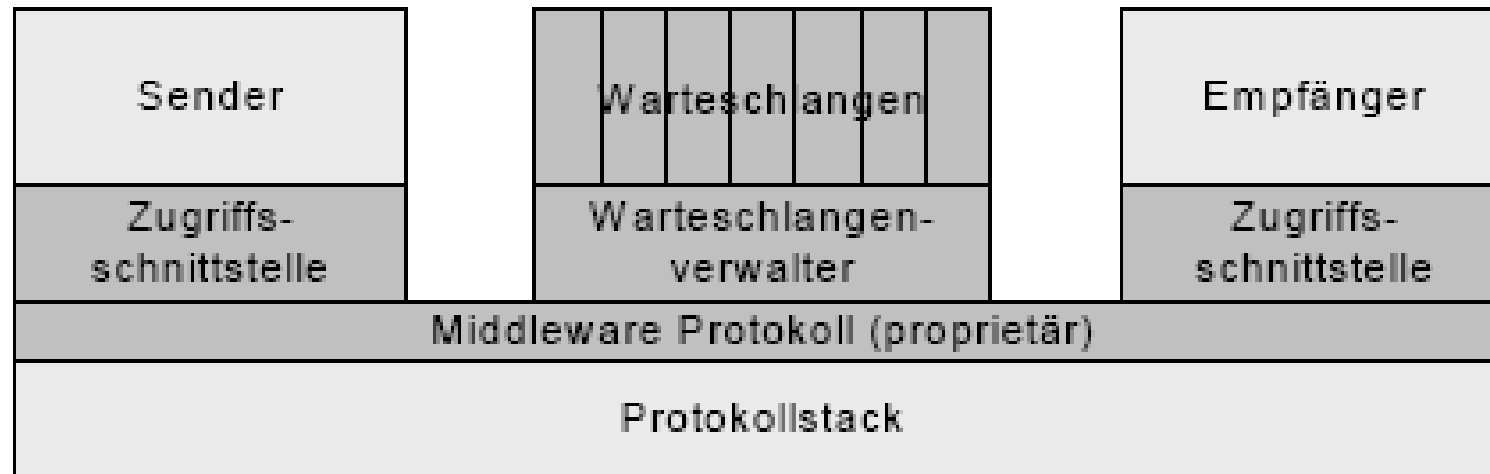 Sender
Warteschlangen
Empfänger
Zugriffs-
schnittstelle
Warteschlangen-
verwalter
Zugriffs-
schnittstelle
Middleware Protokoll (proprietär)
Protokollstack